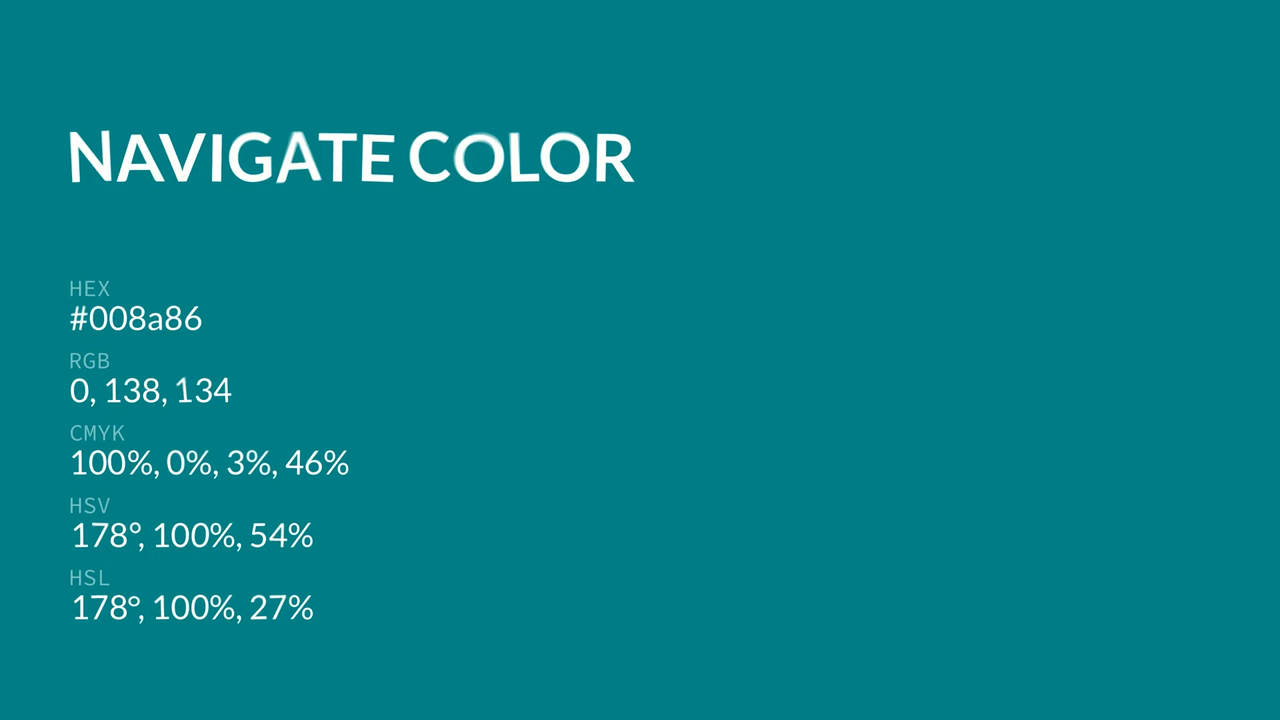 NAVIGATE COLOR
HEX
#008a86
RGB
0, 138, 134
CMYK
100%, 0%, 3%, 46%
HSV
178°, 100%, 54%
HSL
178°, 100%, 27%